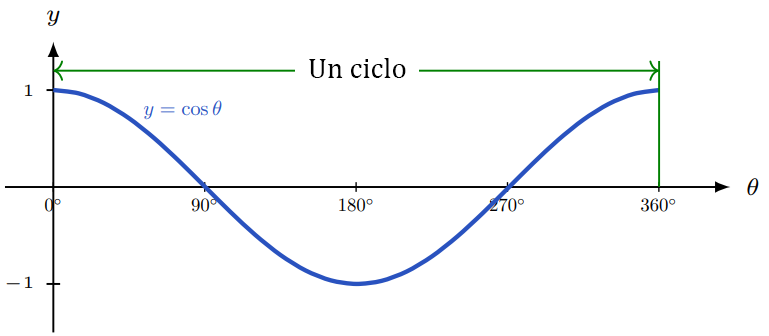 y
Un ciclo
1
y = cos θ
θ
0° 90° 180° 270° 360°
−1